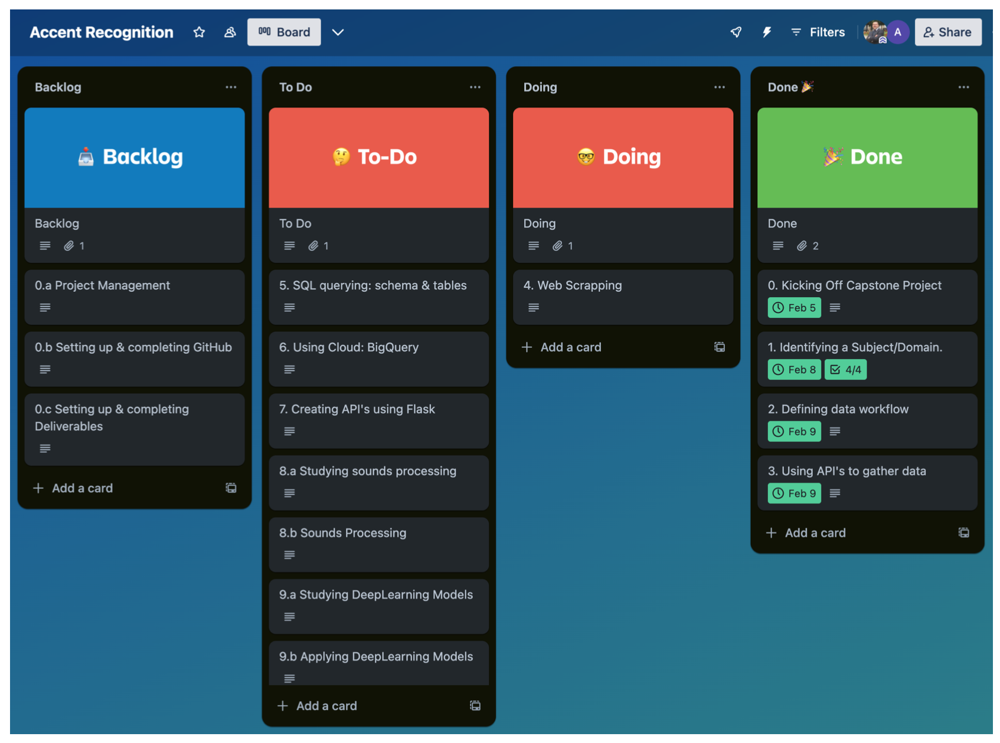 Accent Recognition
Board
Filters
A
Share
Backlog
Backlog
Backlog
1
0.a Project Management
0.b Setting up & completing GitHub
0.c Setting up & completing
Deliverables
Add a card
To Do
To-Do
To Do
1
5. SQL querying: schema & tables
6. Using Cloud: BigQuery
7. Creating API's using Flask
8.a Studying sounds processing
8.b Sounds Processing
9.a Studying DeepLearning Models
9.b Applying DeepLearning Models
Add a card
Doing
Doing
Doing
1
4. Web Scrapping
Add a card
Done
Done
Done
2
0. Kicking Off Capstone Project
Feb 5
1. Identifying a Subject/Domain.
Feb 8 4/4
2. Defining data workflow
Feb 9
3. Using API's to gather data
Feb 9
Add a card